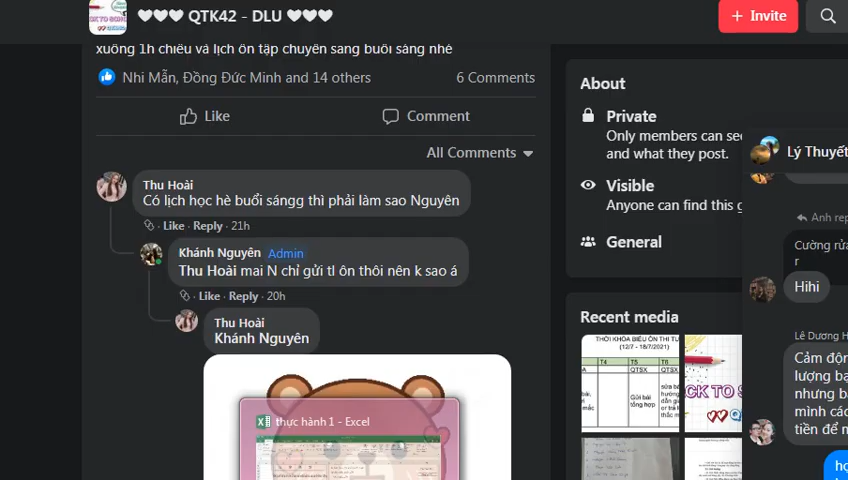 QTK42 - DLU
Invite
xuống 1h chiều và lịch ôn tập chuyển sang buổi sáng nhé
Nhi Mẫn, Đồng Đức Minh and 14 others
6 Comments
Like
Comment
All Comments
Thu Hoài
Có lịch học hè buổi sángg thì phải làm sao Nguyên
Like · Reply · 21h
Khánh Nguyên Admin
Thu Hoài mai N chỉ gửi tl ôn thôi nên k sao á
Like · Reply · 20h
Thu Hoài
Khánh Nguyên
thực hành 1 - Excel
About
Private
Only members can see
and what they post.
Visible
Anyone can find this g
General
Recent media
THỜI KHÓA BIỂU ÔN THI
(12/7 - 18/7/2021)
T4 T5 T6
QTSX QTSX
Gửi bài
tổng hợp
Lý Thuyết
Anh rep
Cường rửa
r
Hihi
Lê Dương H
Cảm độn
lượng bạ
nhưng b
mình các
tiền để m